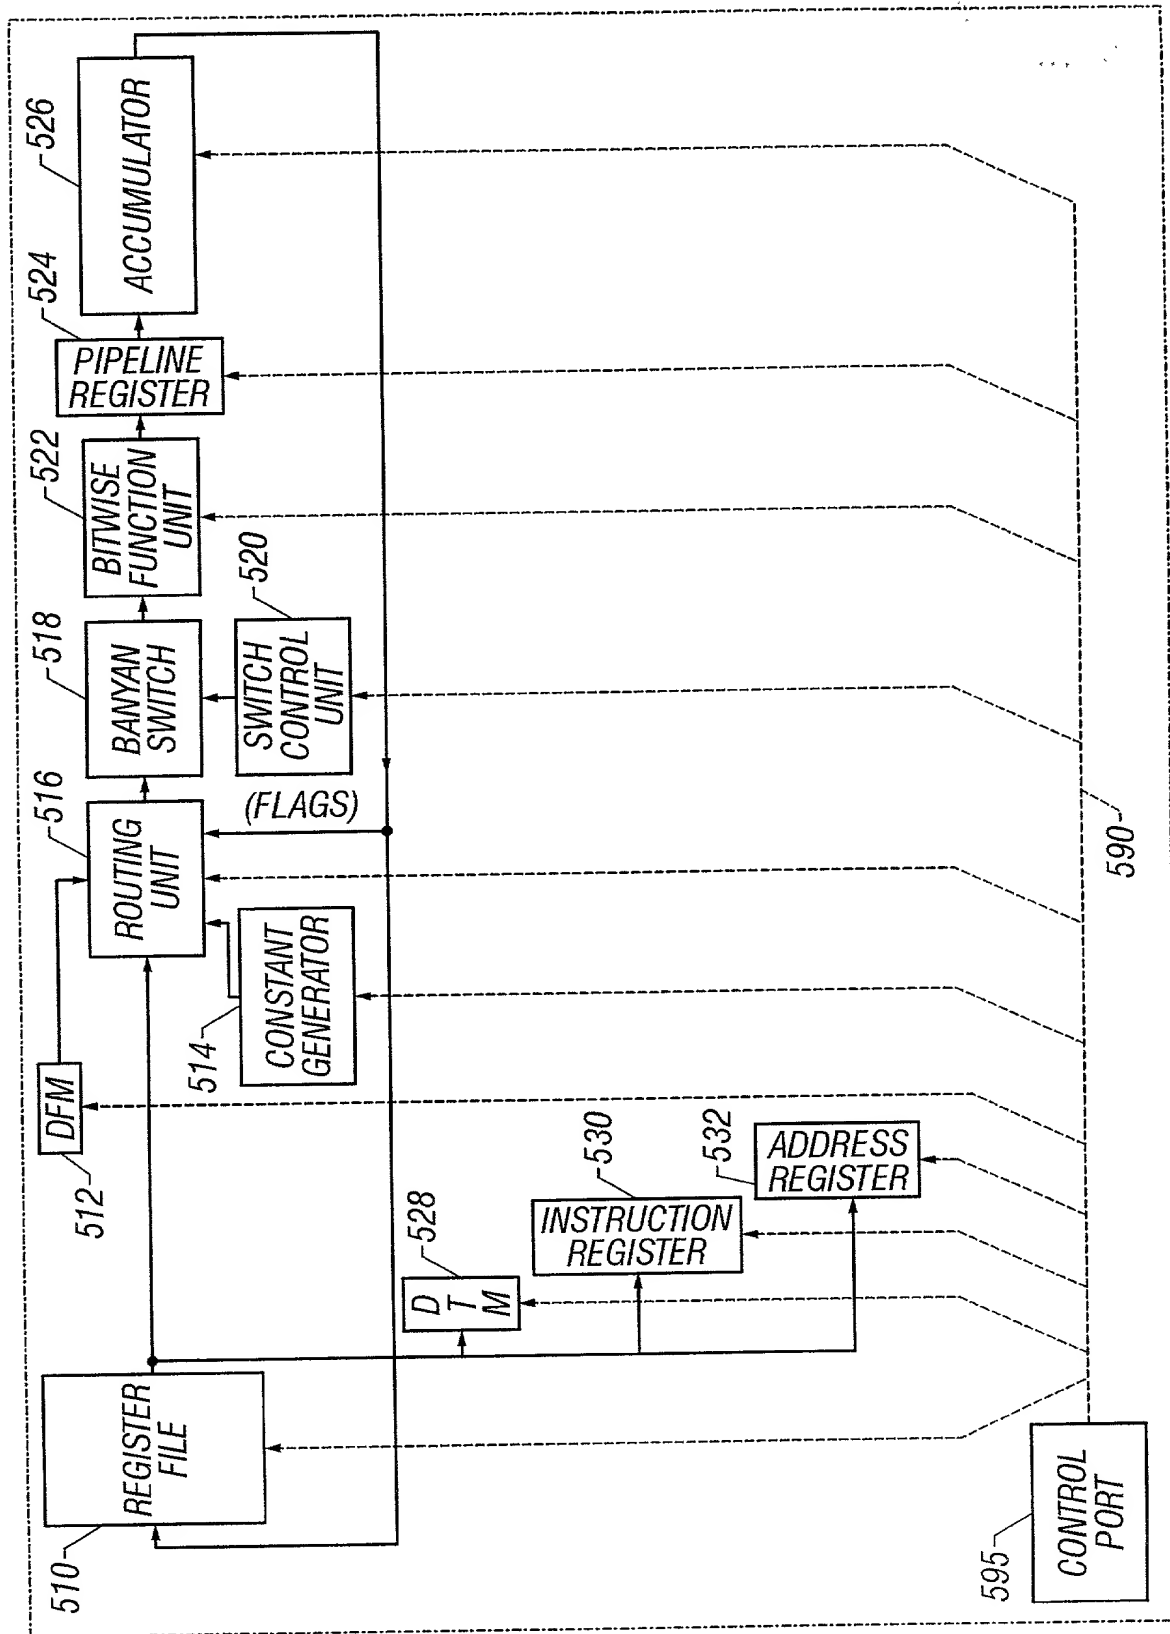 510
REGISTER
FILE
512
DFM
514
CONSTANT
GENERATOR
516
ROUTING
UNIT
(FLAGS)
518
BANYAN
SWITCH
520
SWITCH
CONTROL
UNIT
522
BITWISE
FUNCTION
UNIT
524
PIPELINE
REGISTER
526
ACCUMULATOR
528
D
T
M
530
INSTRUCTION
REGISTER
532
ADDRESS
REGISTER
590
595
CONTROL
PORT